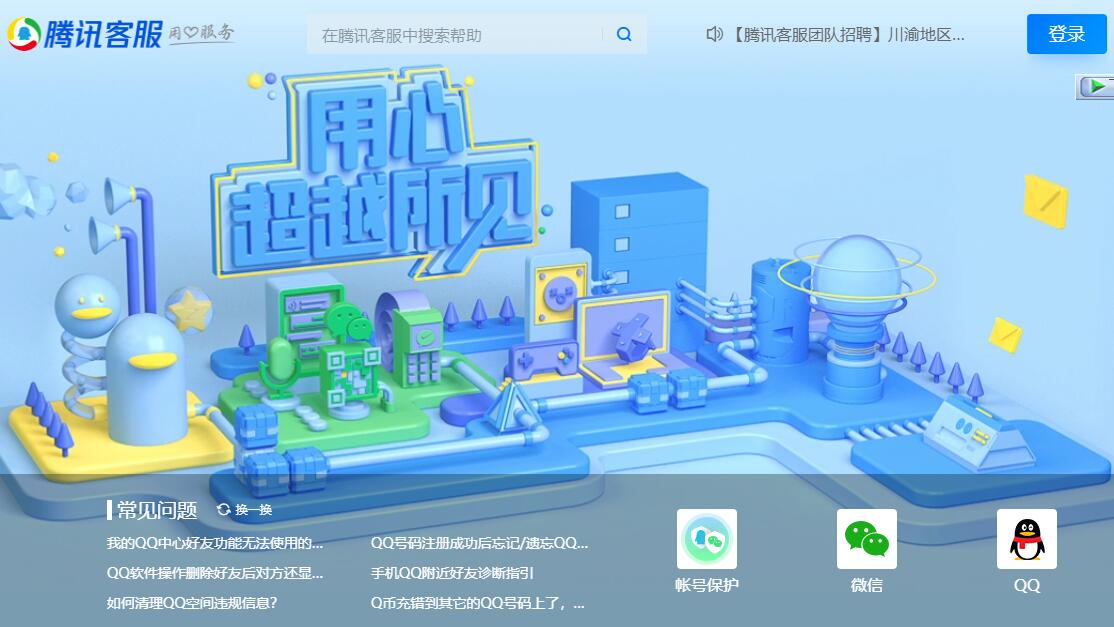 腾讯客服 用♡服务
在腾讯客服中搜索帮助
【腾讯客服团队招聘】川渝地区...
登录
用心
超越所见
常见问题 换一换
我的QQ中心好友功能无法使用的...
QQ号码注册成功后忘记/遗忘QQ...
QQ软件操作删除好友后对方还显...
手机QQ附近好友诊断指引
如何清理QQ空间违规信息？
Q币充错到其它的QQ号码上了，...
帐号保护
微信
QQ